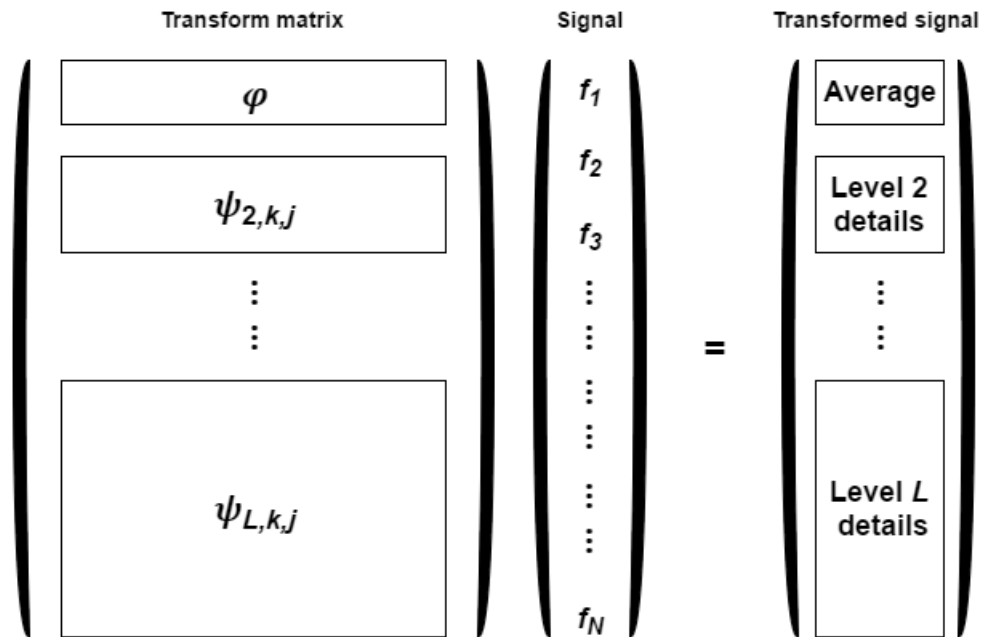 Transform matrix Signal Transformed signal
φ f1 Average
f2
ψ2,k,j Level 2
details
f3
⋮ ⋮ ⋮
⋮ ⋮ ⋮
=
⋮
⋮
ψL,k,j ⋮ Level L
details
⋮
fN